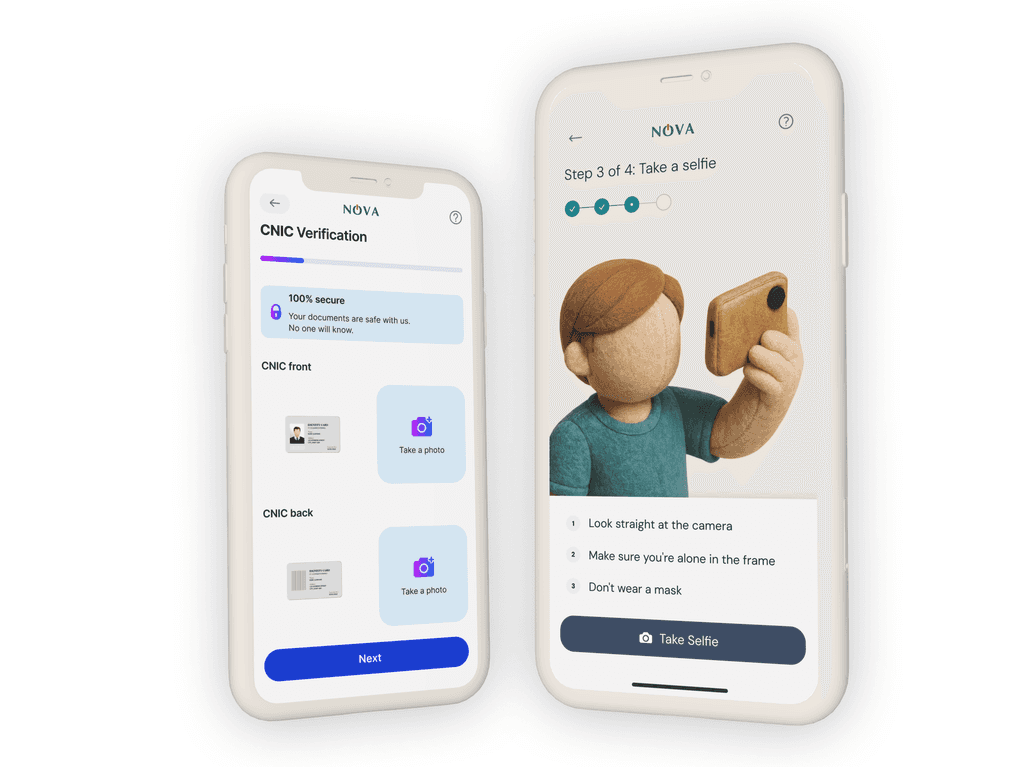 NOVA
CNIC Verification
100% secure
Your documents are safe with us.
No one will know.
CNIC front
Take a photo
CNIC back
Take a photo
Next
NOVA
?
Step 3 of 4: Take a selfie
1 Look straight at the camera
2 Make sure you're alone in the frame
3 Don't wear a mask
Take Selfie